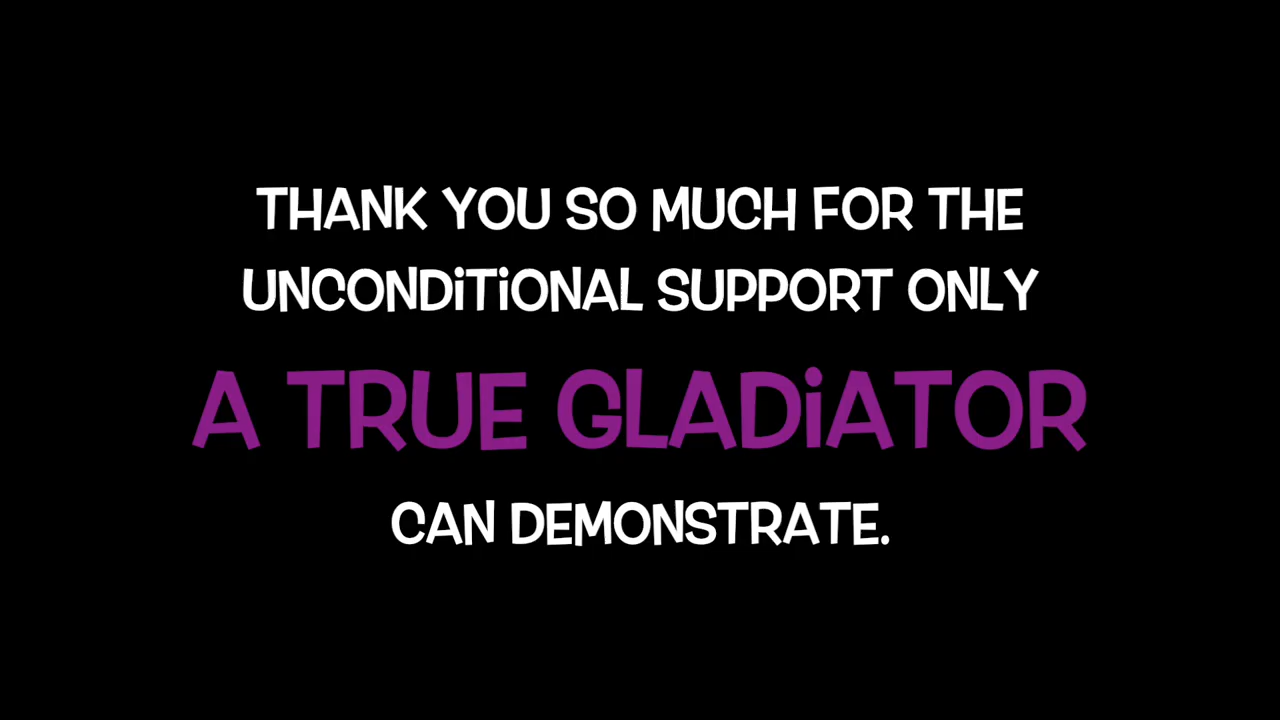 THANK YOU SO MUCH FOR THE
UNCONDiTiONAL SUPPORT ONLY
A TRUE GLADiATOR
CAN DEMONSTRATE.